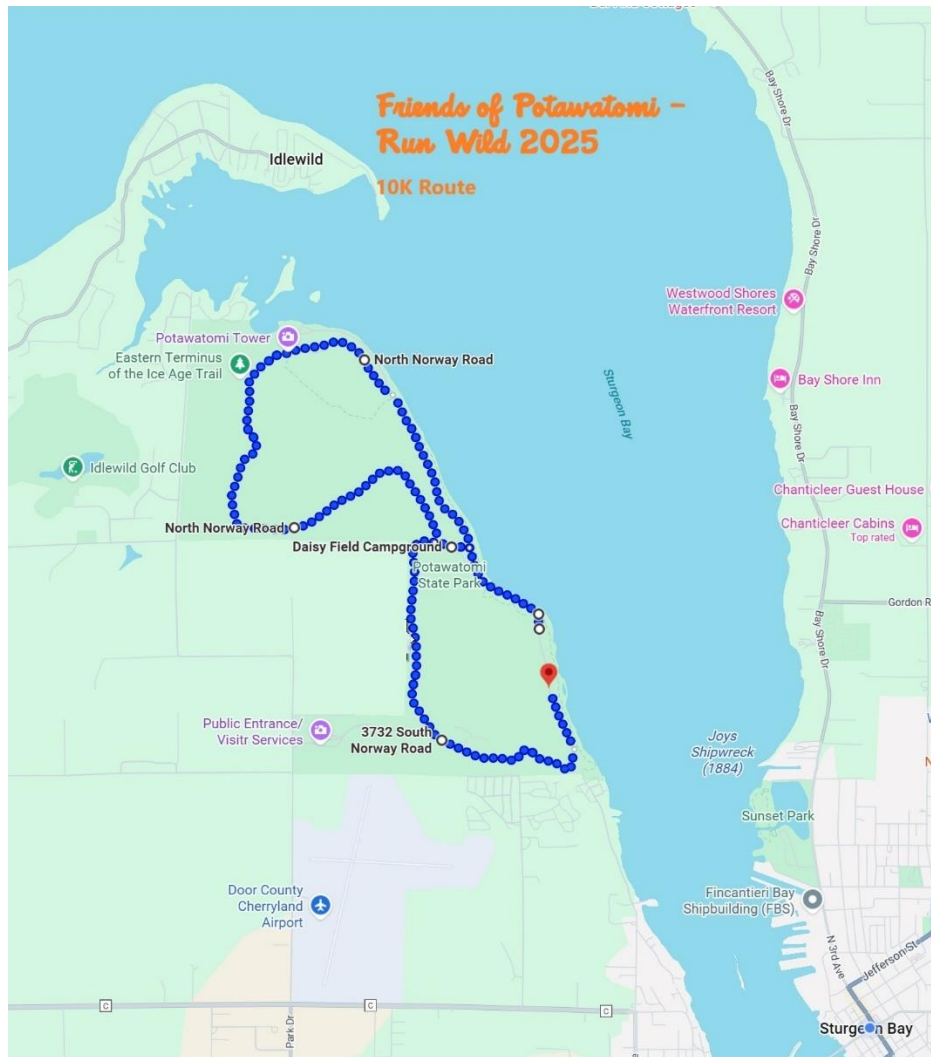 Bay Shore Dr
Friends of Potawatomi –
Run Wild 2025
10K Route
Idlewild
Bay Shore Dr
Westwood Shores
Waterfront Resort
Potawatomi Tower
North Norway Road
Eastern Terminus
of the Ice Age Trail
Sturgeon Bay
Bay Shore Inn
Bay Shore Dr
Idlewild Golf Club
Chanticleer Guest House
North Norway Road
Chanticleer Cabins
Top rated
Daisy Field Campground
Potawatomi
State Park
Gordon R
Bay Shore Dr
Public Entrance/
Visitr Services
3732 South
Norway Road
Joys
Shipwreck
(1884)
Sunset Park
Door County
Cherryland
Airport
Fincantieri Bay
Shipbuilding (FBS)
N 3rd Ave
Jefferson St
C
C
C
Park Dr
Sturgeon Bay